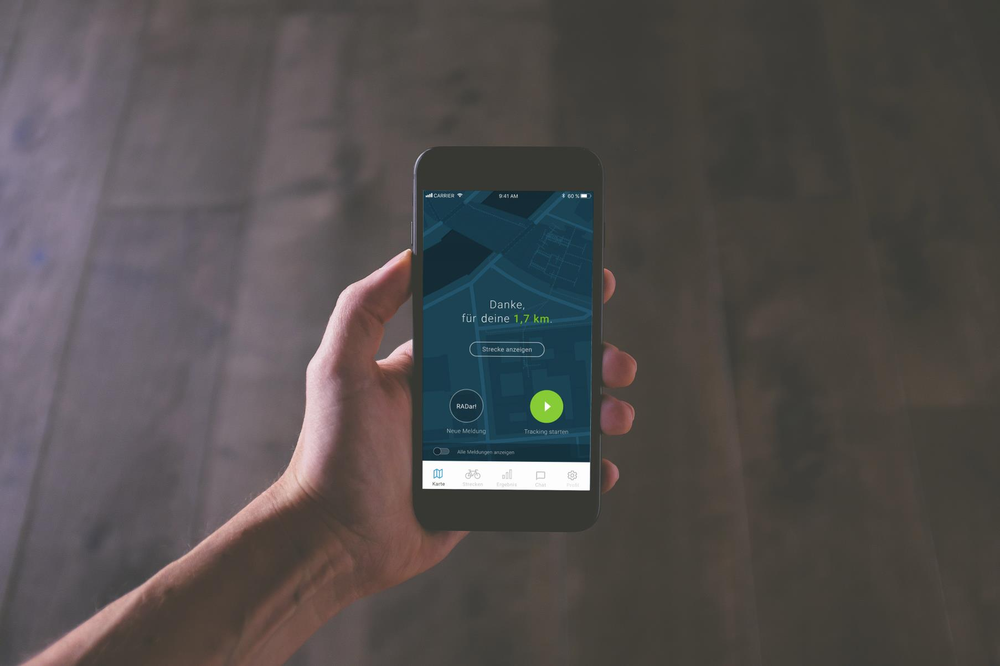 CARRIER 9:41 AM 60 %
Danke,
für deine 1,7 km.
Strecke anzeigen
RADar!
Neue Meldung Tracking starten
Alle Meldungen anzeigen
Karte Strecken Ergebnis Chat Profil